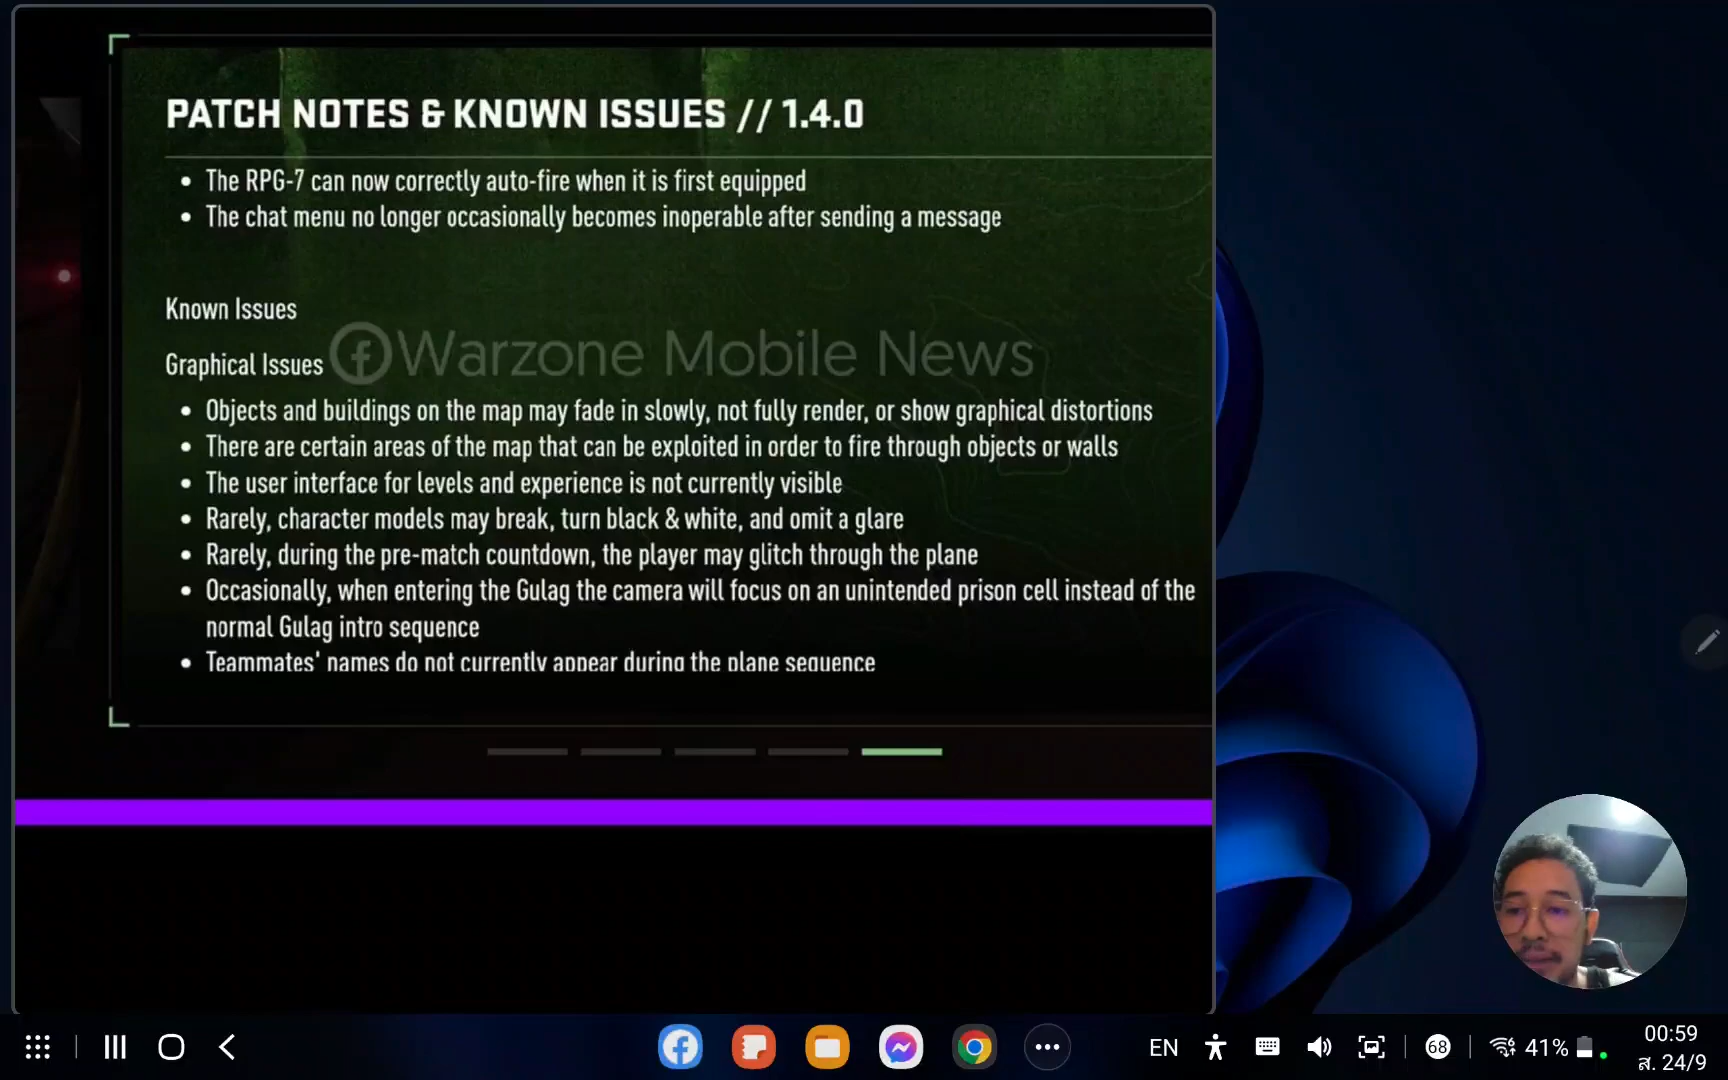 PATCH NOTES & KNOWN ISSUES // 1.4.0
• The RPG-7 can now correctly auto-fire when it is first equipped
• The chat menu no longer occasionally becomes inoperable after sending a message
Known Issues
Warzone Mobile News
Graphical Issues
• Objects and buildings on the map may fade in slowly, not fully render, or show graphical distortions
• There are certain areas of the map that can be exploited in order to fire through objects or walls
• The user interface for levels and experience is not currently visible
• Rarely, character models may break, turn black & white, and omit a glare
• Rarely, during the pre-match countdown, the player may glitch through the plane
• Occasionally, when entering the Gulag the camera will focus on an unintended prison cell instead of the
normal Gulag intro sequence
• Teammates' names do not currently appear during the plane sequence
EN
68
41%
00:59
ส. 24/9